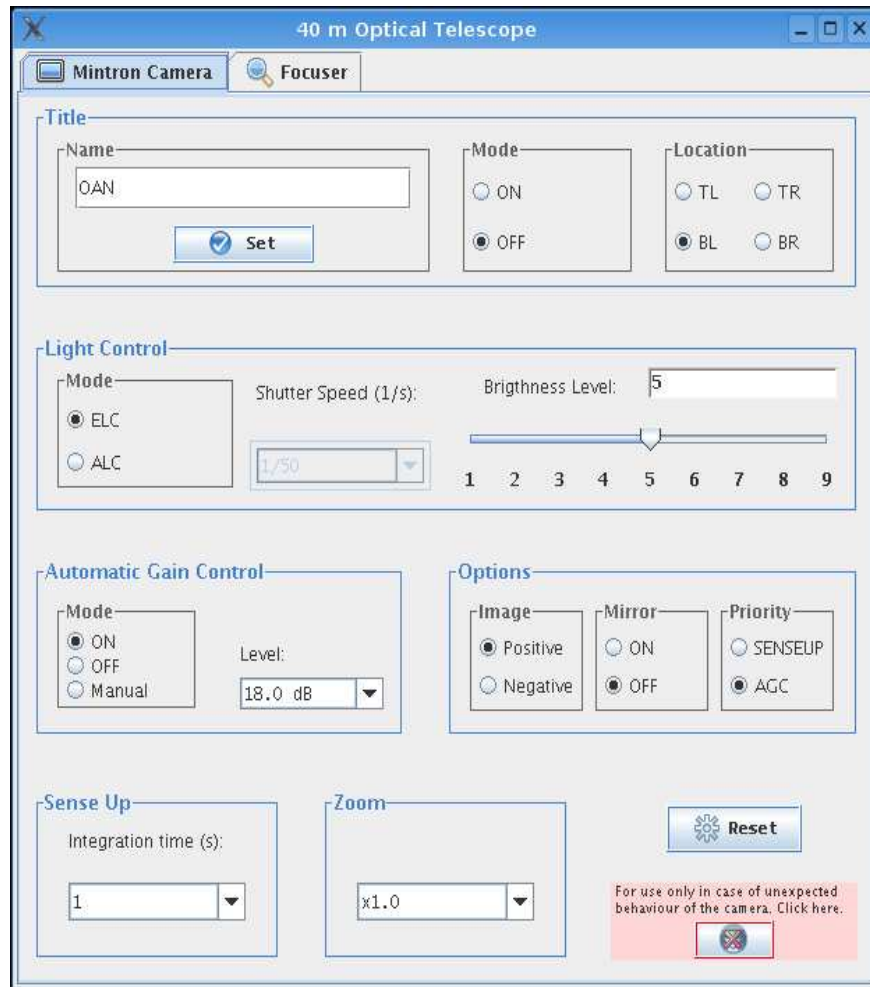 40 m Optical Telescope
Mintron Camera
Focuser
Title
Name
OAN
Set
Mode
ON
OFF
Location
TL
TR
BL
BR
Light Control
Mode
ELC
ALC
Shutter Speed (1/s):
1/50
Brigthness Level:
5
1 2 3 4 5 6 7 8 9
Automatic Gain Control
Mode
ON
OFF
Manual
Level:
18.0 dB
Options
Image
Positive
Negative
Mirror
ON
OFF
Priority
SENSEUP
AGC
Sense Up
Integration time (s):
1
Zoom
x1.0
Reset
For use only in case of unexpected
behaviour of the camera. Click here.